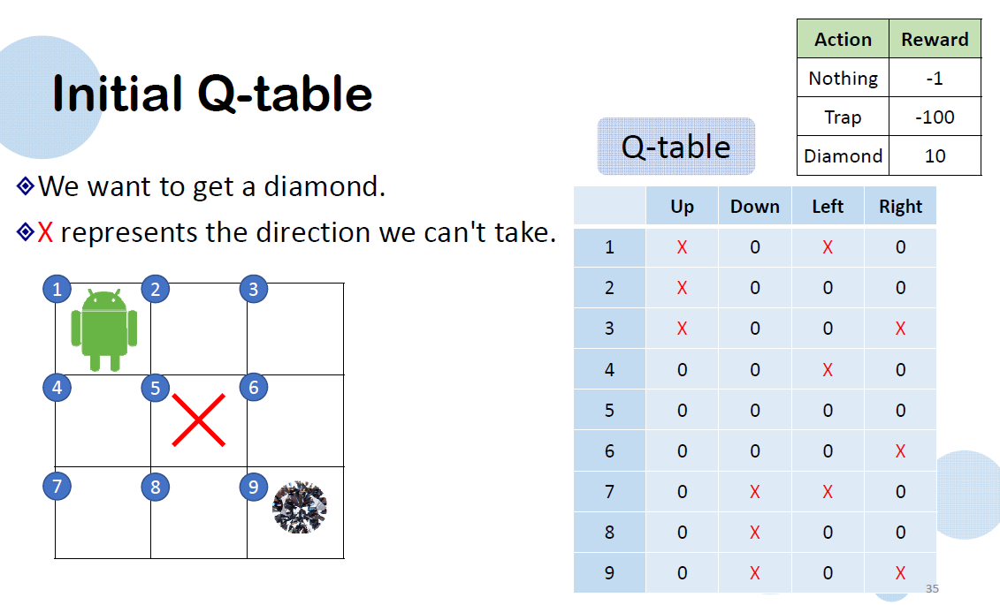 Initial Q-table
We want to get a diamond.
X represents the direction we can't take.
1 2 3
4 5 6
7 8 9
Action Reward
Nothing -1
Trap -100
Diamond 10
Q-table
Up Down Left Right
1 X 0 X 0
2 X 0 0 0
3 X 0 0 X
4 0 0 X 0
5 0 0 0 0
6 0 0 0 X
7 0 X X 0
8 0 X 0 0
9 0 X 0 X
35